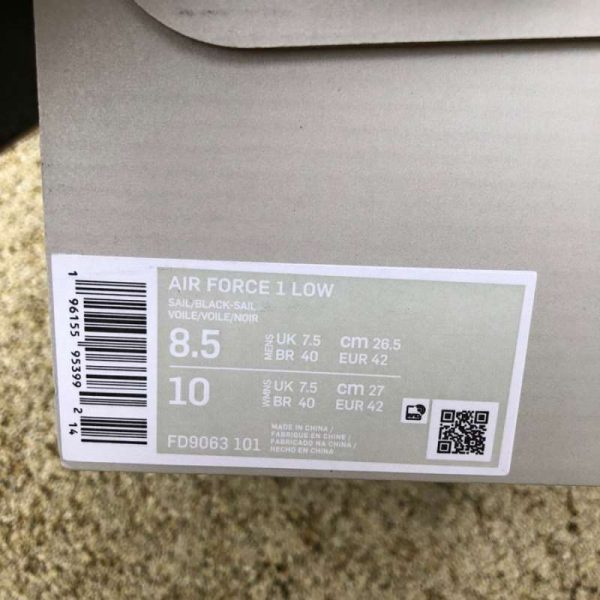 AIR FORCE 1 LOW
SAIL/BLACK-SAIL
VOILE/VOILE/NOIR
8.5 MENS UK 7.5 cm 26.5
BR 40 EUR 42
10 WMNS UK 7.5 cm 27
BR 40 EUR 42
FD9063 101
MADE IN CHINA /
FABRIQUÉ EN CHINE /
FABRICADO NA CHINA /
HECHO EN CHINA
1 96155 95399 2 14